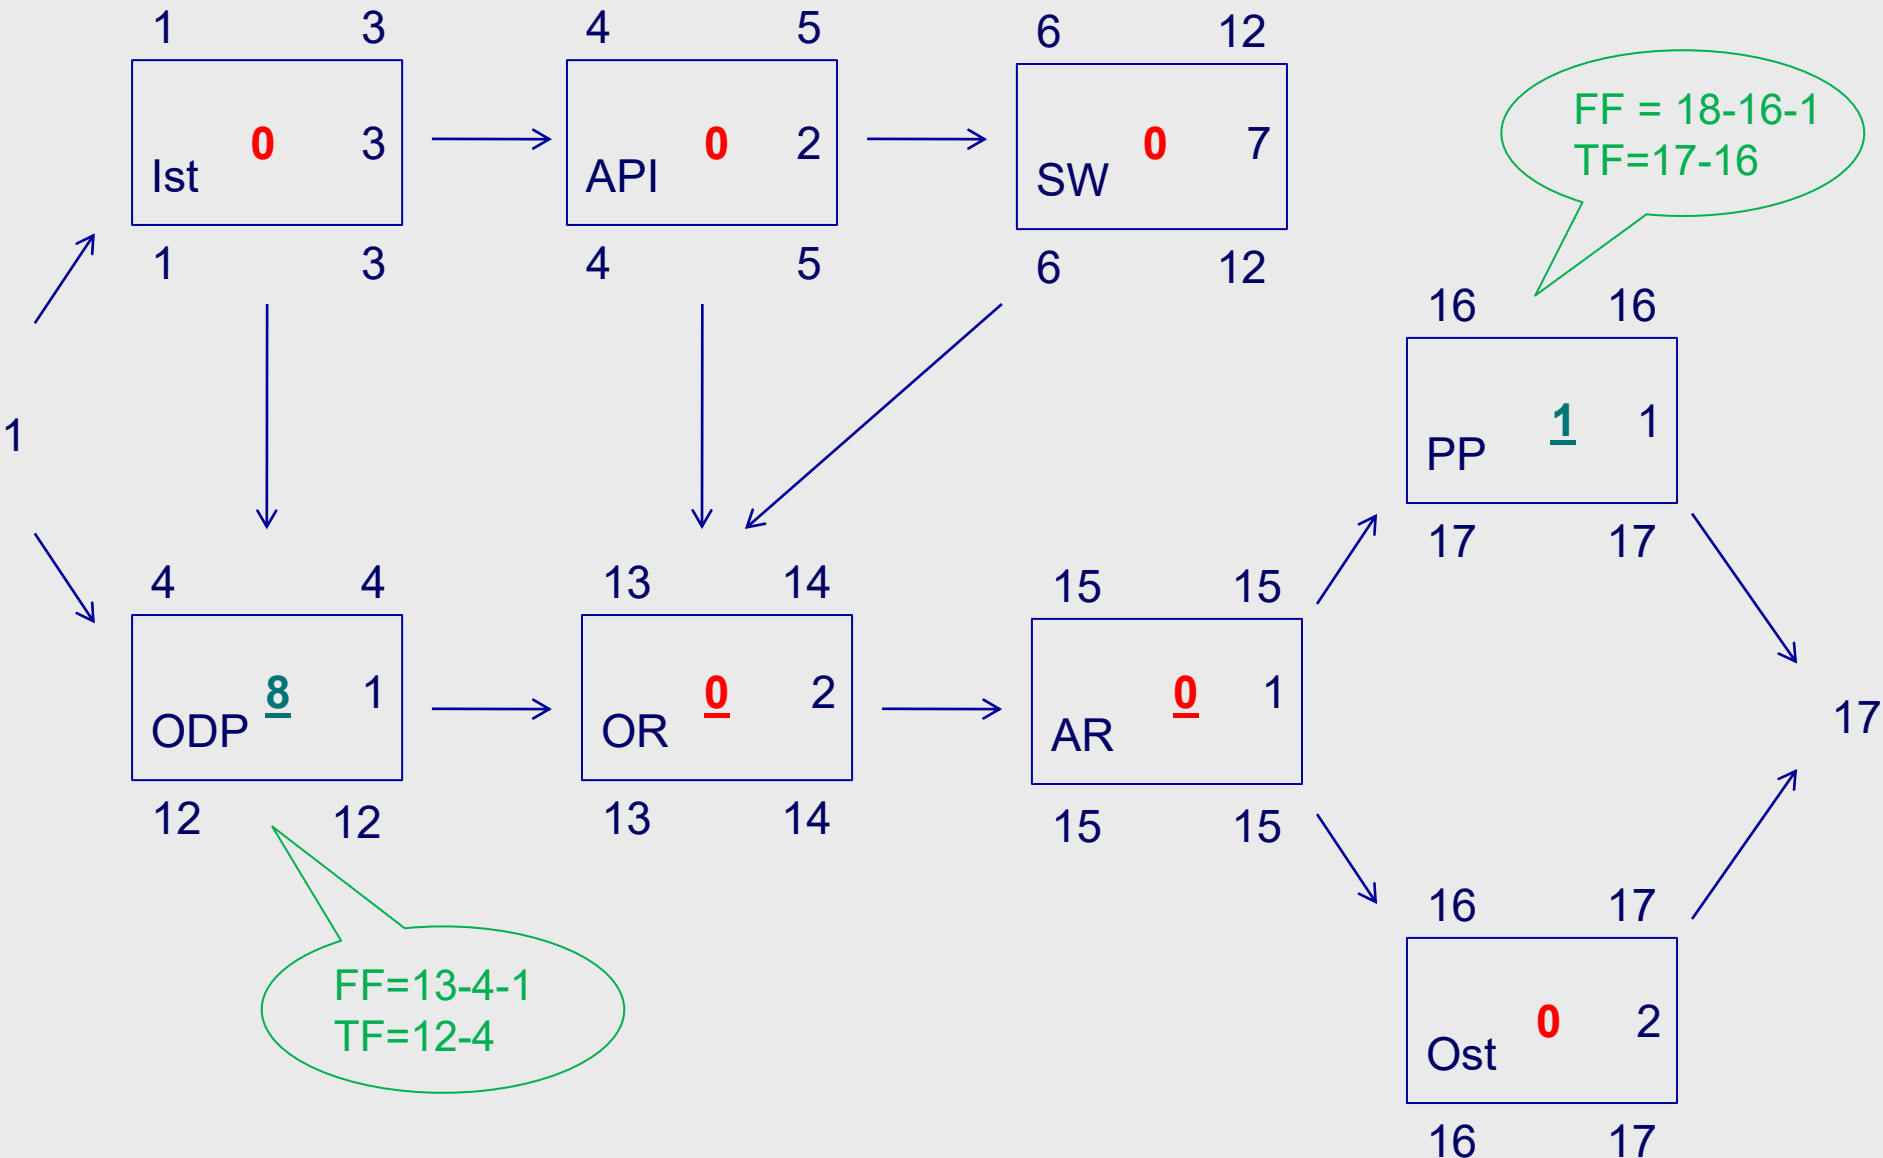 1 3 4 5 6 12
Ist 0 3
API 0 2
SW 0 7
1 3 4 5 6 12
FF = 18-16-1
TF=17-16
16 16
PP 1 1
17 17
1
4 4 13 14 15 15
ODP 8 1
OR 0 2
AR 0 1
17
12 12 13 14 15 15
FF=13-4-1
TF=12-4
16 17
Ost 0 2
16 17